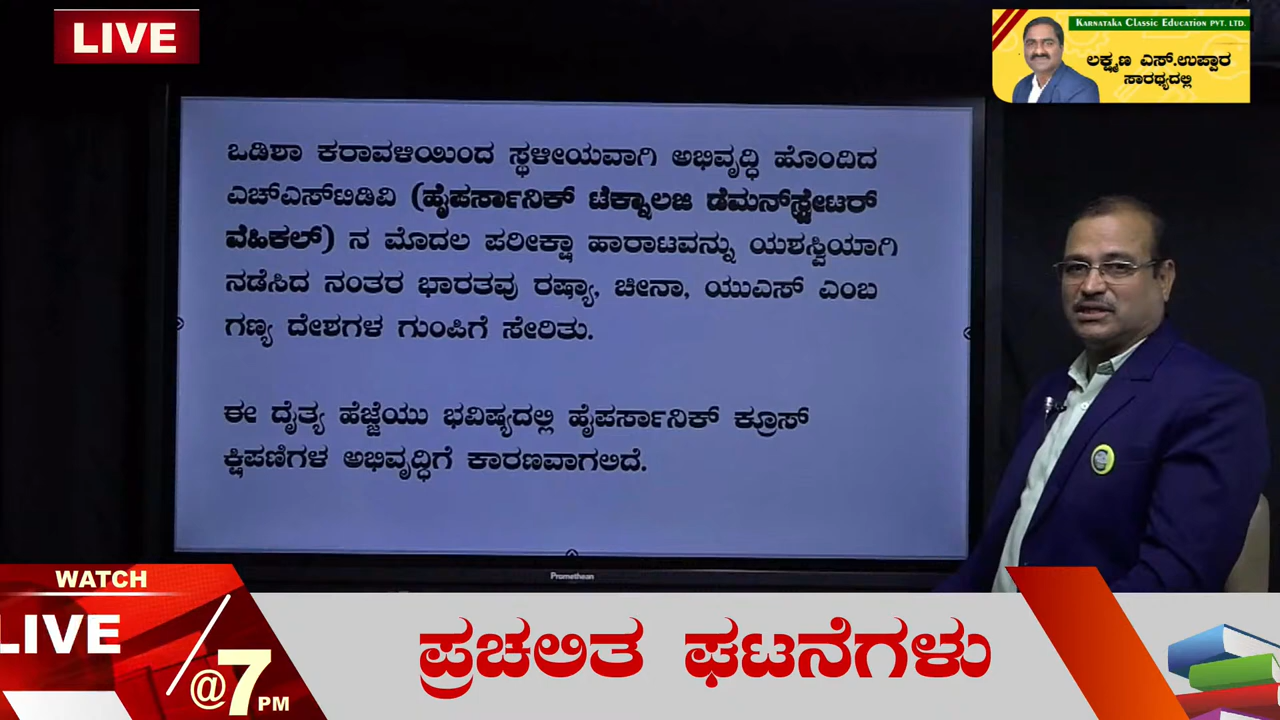 LIVE
KARNATAKA CLASSIC EDUCATION PVT. LTD.
ಲಕ್ಷ್ಮಣ ಎಸ್.ಉಪ್ಪಾರ
ಸಾರಥ್ಯದಲ್ಲಿ
ಒಡಿಶಾ ಕರಾವಳಿಯಿಂದ ಸ್ಥಳೀಯವಾಗಿ ಅಭಿವೃದ್ಧಿ ಹೊಂದಿದ
ಎಚ್‌ಎಸ್‌ಟಿಡಿವಿ (ಹೈಪರ್ಸಾನಿಕ್ ಟೆಕ್ನಾಲಜಿ ಡೆಮನ್‌ಸ್ಟ್ರೇಟರ್
ವೆಹಿಕಲ್) ನ ಮೊದಲ ಪರೀಕ್ಷಾ ಹಾರಾಟವನ್ನು ಯಶಸ್ವಿಯಾಗಿ
ನಡೆಸಿದ ನಂತರ ಭಾರತವು ರಷ್ಯಾ, ಚೀನಾ, ಯುಎಸ್ ಎಂಬ
ಗಣ್ಯ ದೇಶಗಳ ಗುಂಪಿಗೆ ಸೇರಿತು.
ಈ ದೈತ್ಯ ಹೆಜ್ಜೆಯು ಭವಿಷ್ಯದಲ್ಲಿ ಹೈಪರ್ಸಾನಿಕ್ ಕ್ರೂಸ್
ಕ್ಷಿಪಣಿಗಳ ಅಭಿವೃದ್ಧಿಗೆ ಕಾರಣವಾಗಲಿದೆ.
Promethean
WATCH
LIVE
@7 PM
ಪ್ರಚಲಿತ ಘಟನೆಗಳು